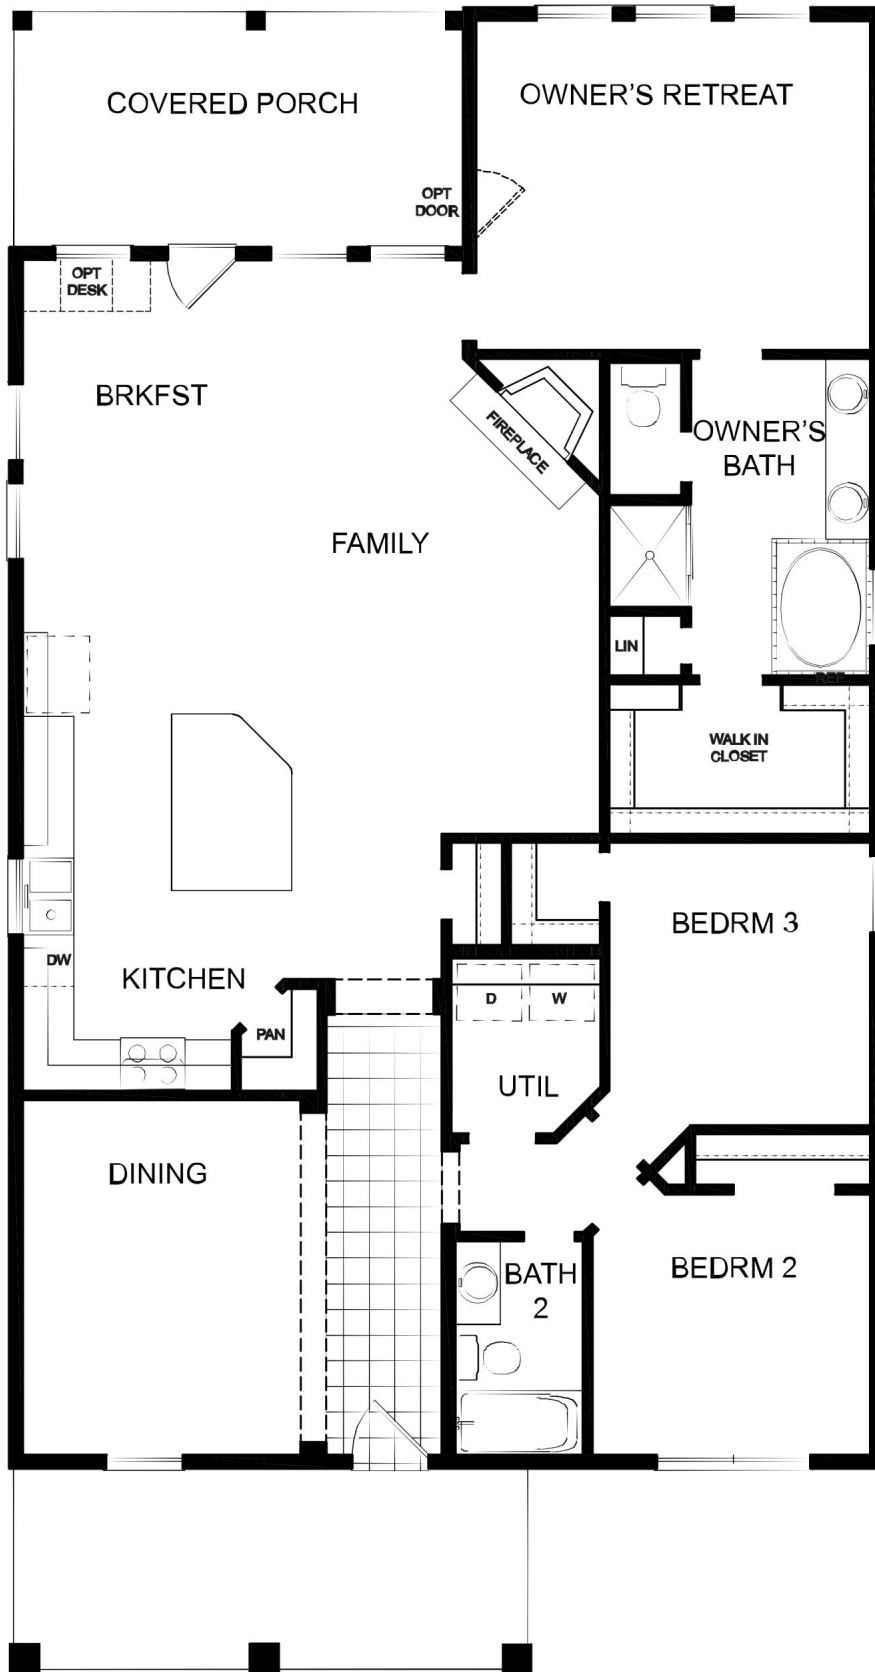 COVERED PORCH
OWNER'S RETREAT
OPT
DOOR
OPT
DESK
BRKFST
FIREPLACE
OWNER'S
BATH
FAMILY
LIN
REF
WALK IN
CLOSET
BEDRM 3
DW
KITCHEN
D
W
PAN
UTIL
DINING
BATH
2
BEDRM 2